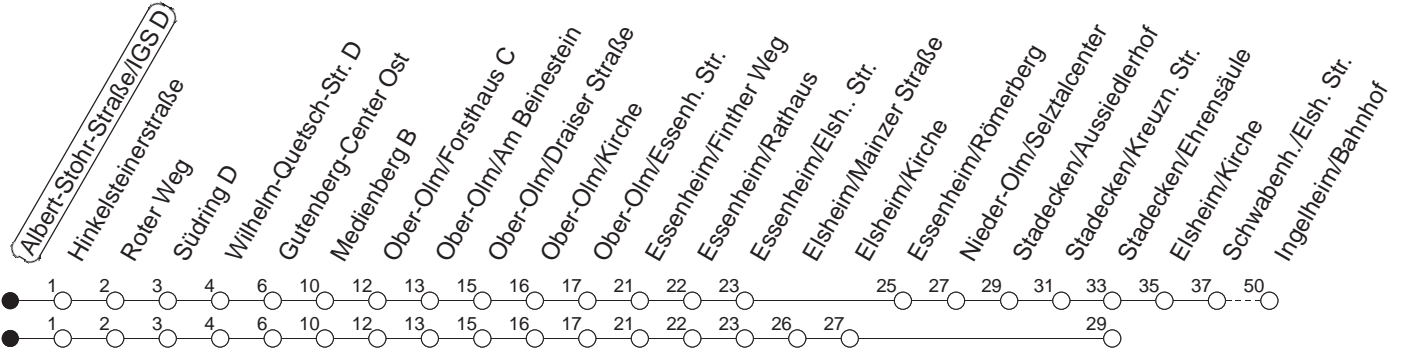 Albert-Stohr-Straße/IGS D
Hinkelsteinerstraße
Roter Weg
Südring D
Wilhelm-Quetsch-Str. D
Gutenberg-Center Ost
Medienberg B
Ober-Olm/Forsthaus C
Ober-Olm/Am Beinestein
Ober-Olm/Draiser Straße
Ober-Olm/Kirche
Ober-Olm/Essenh. Str.
Essenheim/Finther Weg
Essenheim/Rathaus
Essenheim/Elsh.. Str.
Elsheim/Mainzer Straße
Elsheim/Kirche
Essenheim/Römerberg
Nieder-Olm/Selztalcenter
Stadecken/Aussiedlerhof
Stadecken/Kreuzn. Str.
Stadecken/Ehrensäule
Elsheim/Kirche
Schwabenh./Elsh. Str.
Ingelheim/Bahnhof
1 2 3 4 6 10 12 13 15 16 17 21 22 23 25 27 29 31 33 35 37 50
1 2 3 4 6 10 12 13 15 16 17 21 22 23 26 27 29